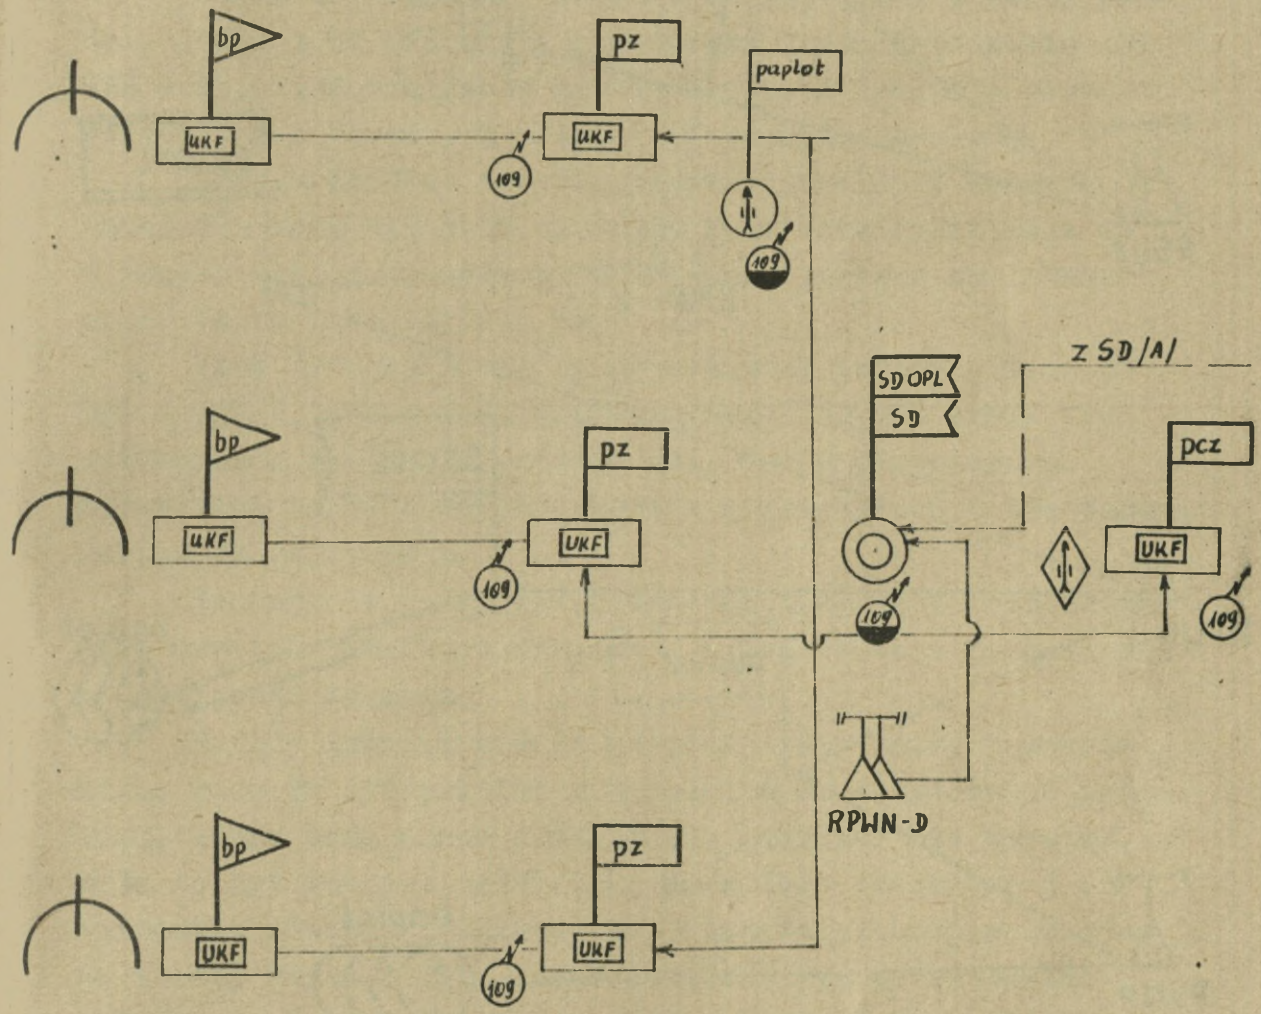 bp
pz
paplot
UKF
UKF
109
109
z SD/A/
SD OPL
SD
bp
pz
pcz
UKF
UKF
UKF
109
109
109
RPWN-D
bp
pz
UKF
UKF
109